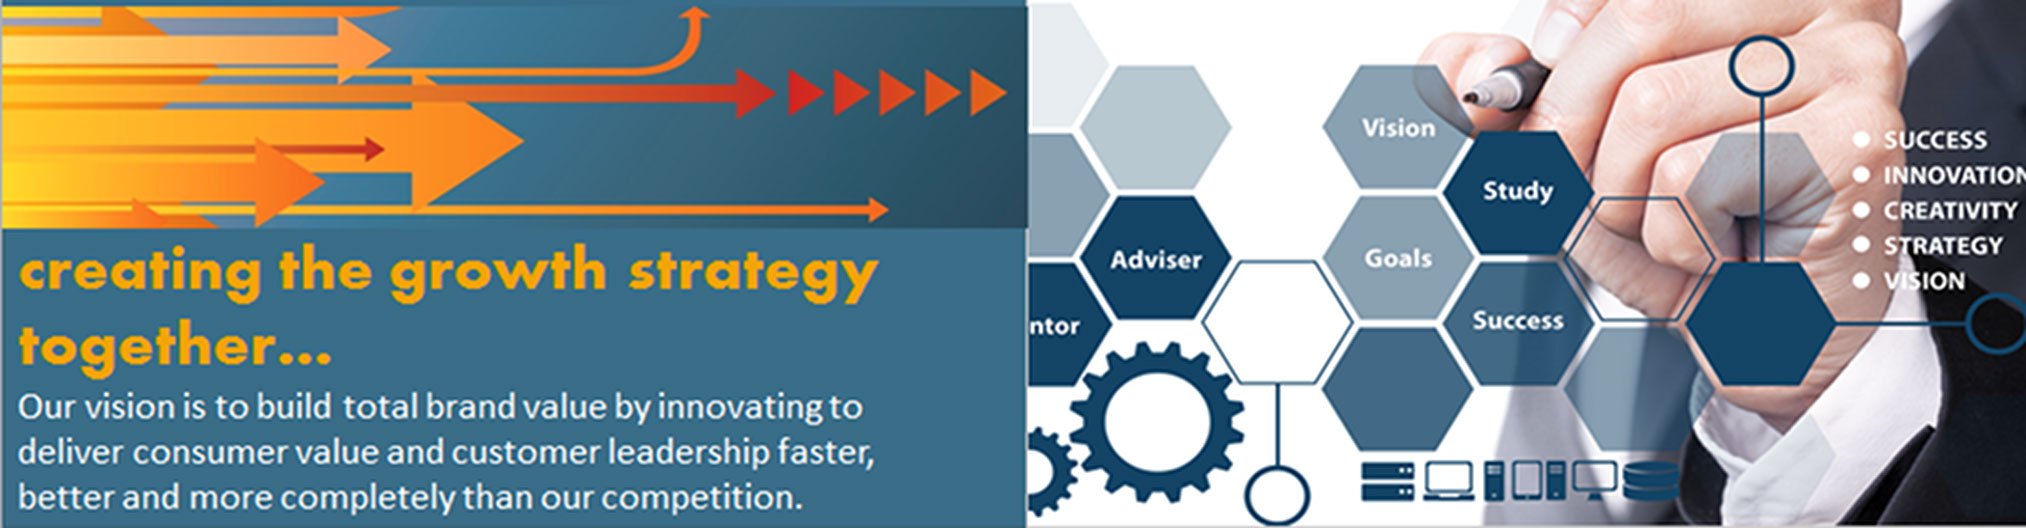 creating the growth strategy
together...
Our vision is to build total brand value by innovating to
deliver consumer value and customer leadership faster,
better and more completely than our competition.
Vision
Study
Adviser
Goals
ntor
Success
SUCCESS
INNOVATION
CREATIVITY
STRATEGY
VISION